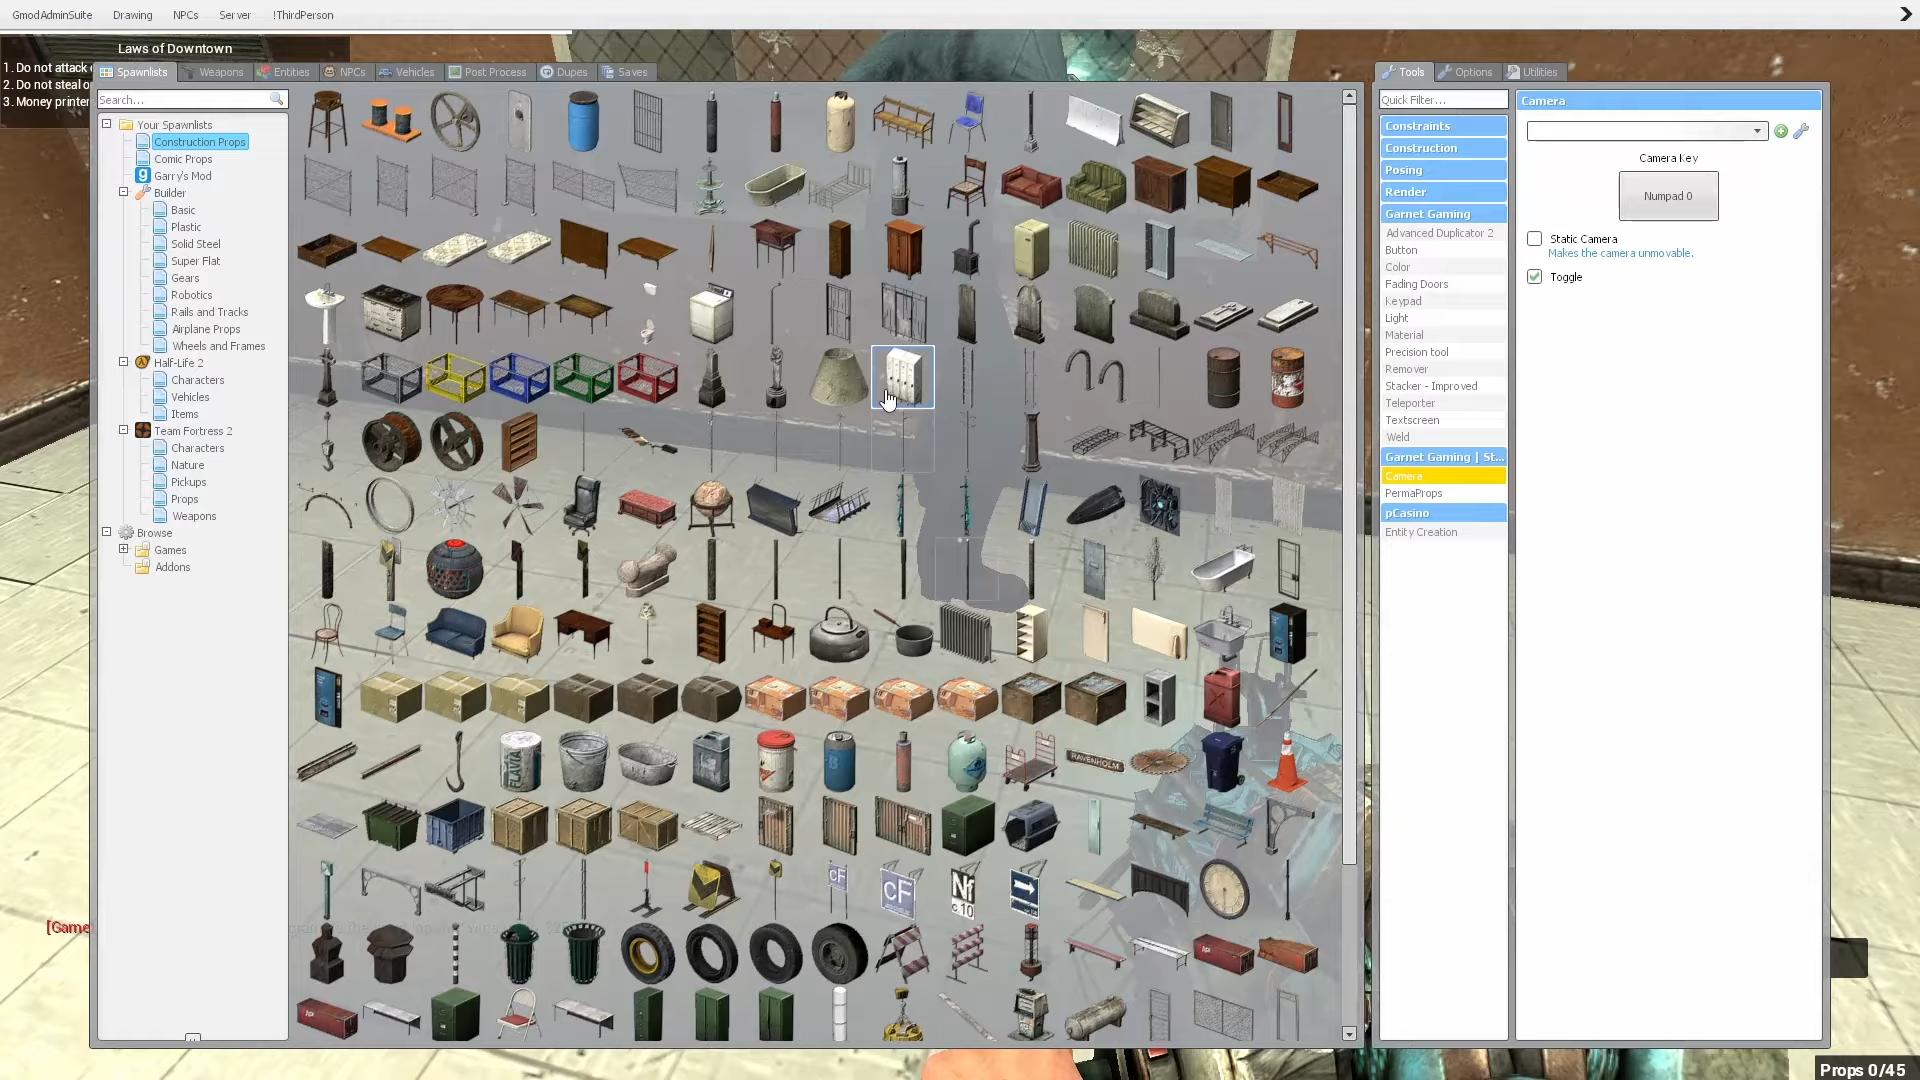 GmodAdminSuite
Drawing
NPCs
Server
!ThirdPerson
Laws of Downtown
1. Do not attack
2. Do not steal o
3. Money printe
Spawnlists
Weapons
Entities
NPCs
Vehicles
Post Process
Dupes
Saves
Search...
Your Spawnlists
Construction Props
Comic Props
Garry's Mod
Builder
Basic
Plastic
Solid Steel
Super Flat
Gears
Robotics
Rails and Tracks
Airplane Props
Wheels and Frames
Half-Life 2
Characters
Vehicles
Items
Team Fortress 2
Characters
Nature
Pickups
Props
Weapons
Browse
Games
Addons
RAVENHOLM
cF
cF
Nf
c.10
[Game
Tools
Options
Utilities
Quick Filter...
Constraints
Construction
Posing
Render
Garnet Gaming
Advanced Duplicator 2
Button
Color
Fading Doors
Keypad
Light
Material
Precision tool
Remover
Stacker - Improved
Teleporter
Textscreen
Weld
Garnet Gaming | St...
Camera
PermaProps
pCasino
Entity Creation
Camera
Camera Key
Numpad 0
Static Camera
Makes the camera unmovable.
Toggle
Props 0/45